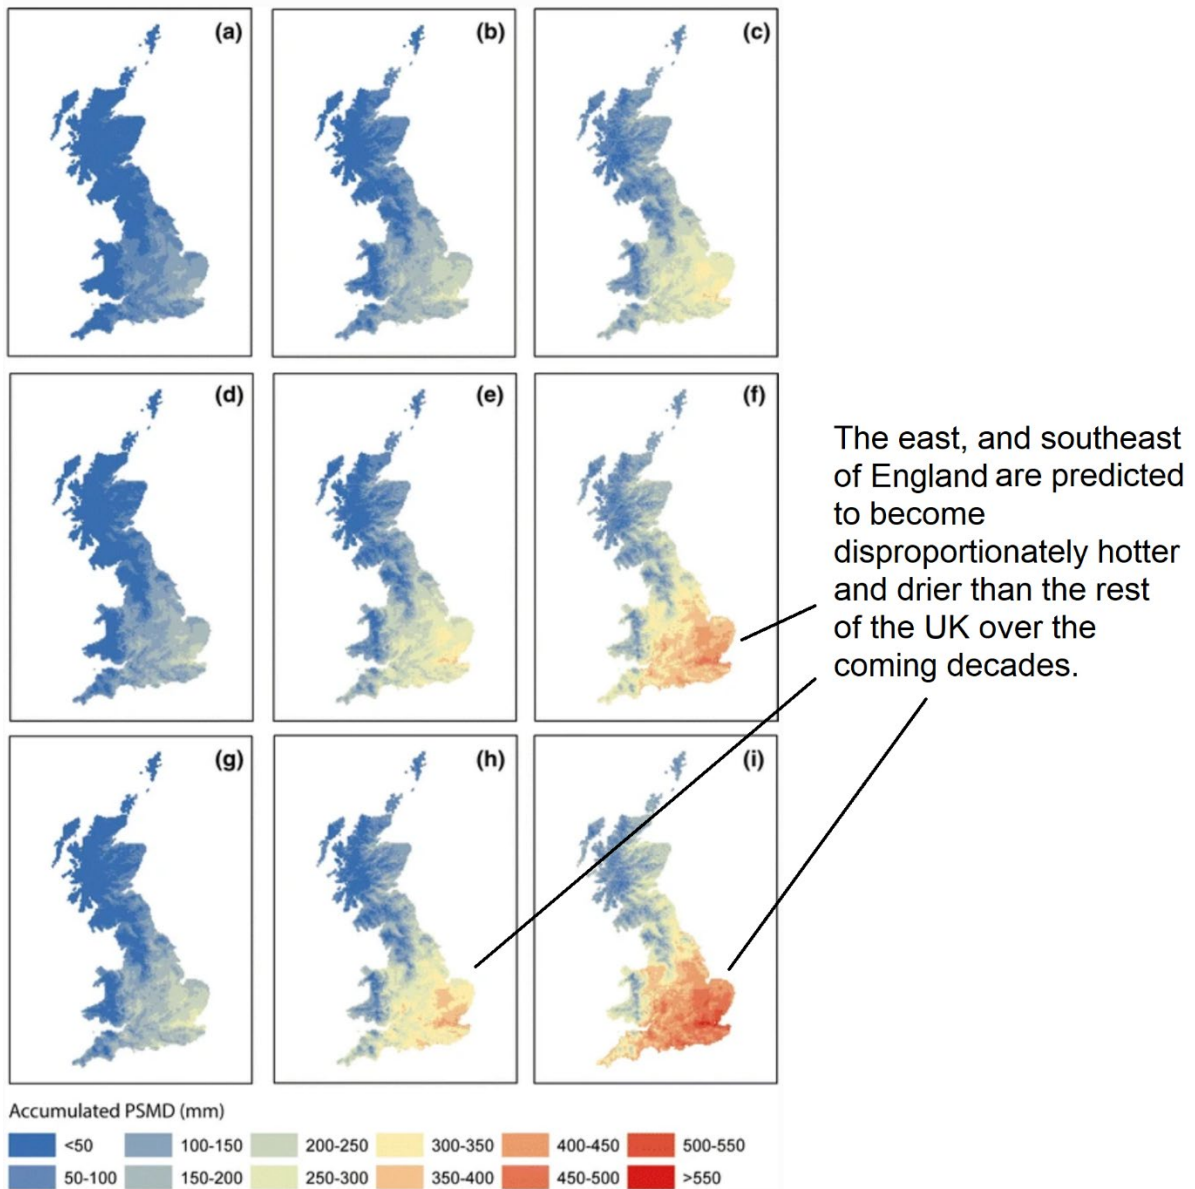 (a)
(b)
(c)
(d)
(e)
(f)
The east, and southeast
of England are predicted
to become
disproportionately hotter
and drier than the rest
of the UK over the
coming decades.
(g)
(h)
(i)
Accumulated PSMD (mm)
<50 100-150 200-250 300-350 400-450 500-550
50-100 150-200 250-300 350-400 450-500 >550